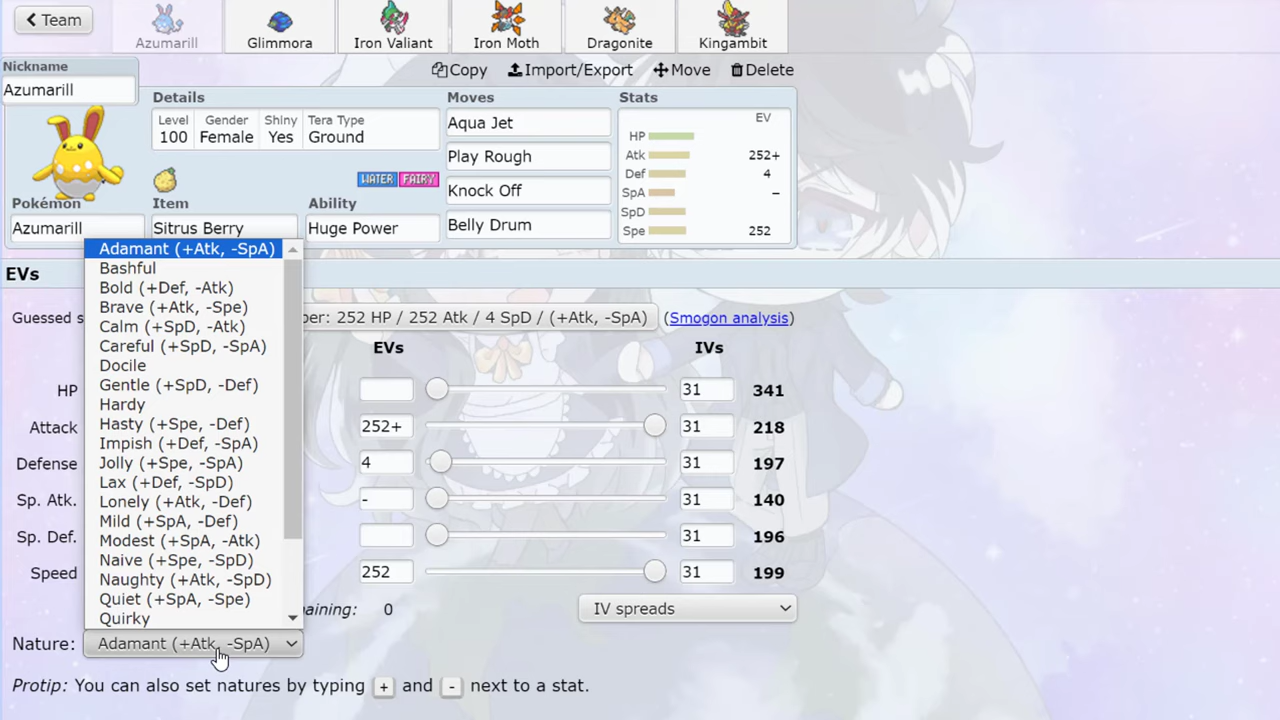 Team
Azumarill
Glimmora
Iron Valiant
Iron Moth
Dragonite
Kingambit
Copy
Import/Export
Move
Delete
Nickname
Azumarill
Details
Level
Gender
Shiny
Tera Type
100
Female
Yes
Ground
WATER
FAIRY
Pokémon
Azumarill
Item
Sitrus Berry
Ability
Huge Power
Moves
Aqua Jet
Play Rough
Knock Off
Belly Drum
Stats
EV
HP
Atk 252+
Def 4
SpA –
SpD
Spe 252
EVs
Guessed s
per: 252 HP / 252 Atk / 4 SpD / (+Atk, -SpA)
(Smogon analysis)
Adamant (+Atk, -SpA)
Bashful
Bold (+Def, -Atk)
Brave (+Atk, -Spe)
Calm (+SpD, -Atk)
Careful (+SpD, -SpA)
Docile
Gentle (+SpD, -Def)
Hardy
Hasty (+Spe, -Def)
Impish (+Def, -SpA)
Jolly (+Spe, -SpA)
Lax (+Def, -SpD)
Lonely (+Atk, -Def)
Mild (+SpA, -Def)
Modest (+SpA, -Atk)
Naive (+Spe, -SpD)
Naughty (+Atk, -SpD)
Quiet (+SpA, -Spe)
Quirky
EVs IVs
HP 31 341
Attack 252+ 31 218
Defense 4 31 197
Sp. Atk. - 31 140
Sp. Def. 31 196
Speed 252 31 199
aining: 0
IV spreads
Nature: Adamant (+Atk, -SpA)
Protip: You can also set natures by typing + and - next to a stat.